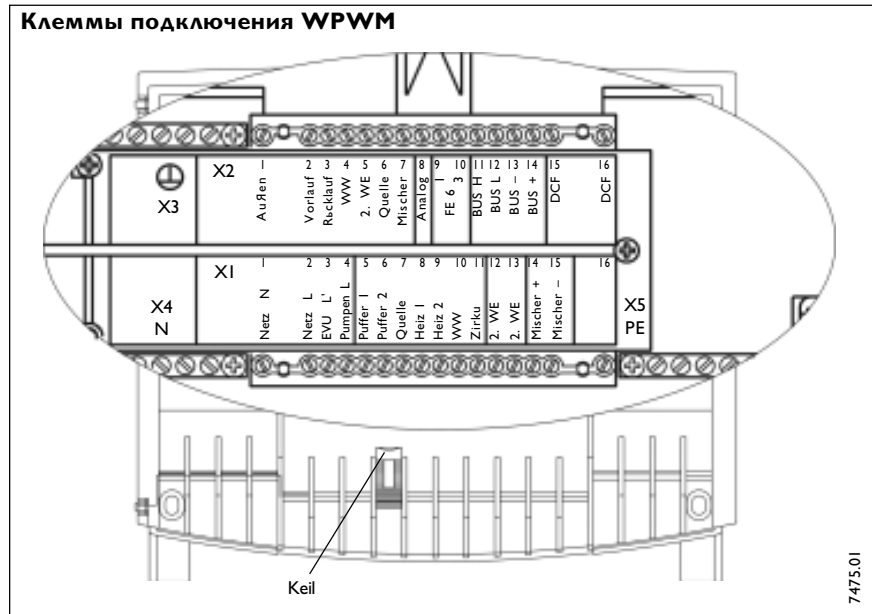 Клеммы подключения WPWM
X3
X2
1 2 3 4 5 6 7 8 9 10 11 12 13 14 15 16
AuЯen
Vorlauf
Rьcklauf
WW
2. WE
Quelle
Mischer
Analog
1
FE 6 3
BUS H
BUS L
BUS –
BUS +
DCF
DCF
X4
N
X1
1 2 3 4 5 6 7 8 9 10 11 12 13 14 15 16
Netz N
Netz L
EVU L'
Pumpen L
Puffer 1
Puffer 2
Quelle
Heiz 1
Heiz 2
WW
Zirku
2. WE
2. WE
Mischer +
Mischer –
X5
PE
Keil
7475.01